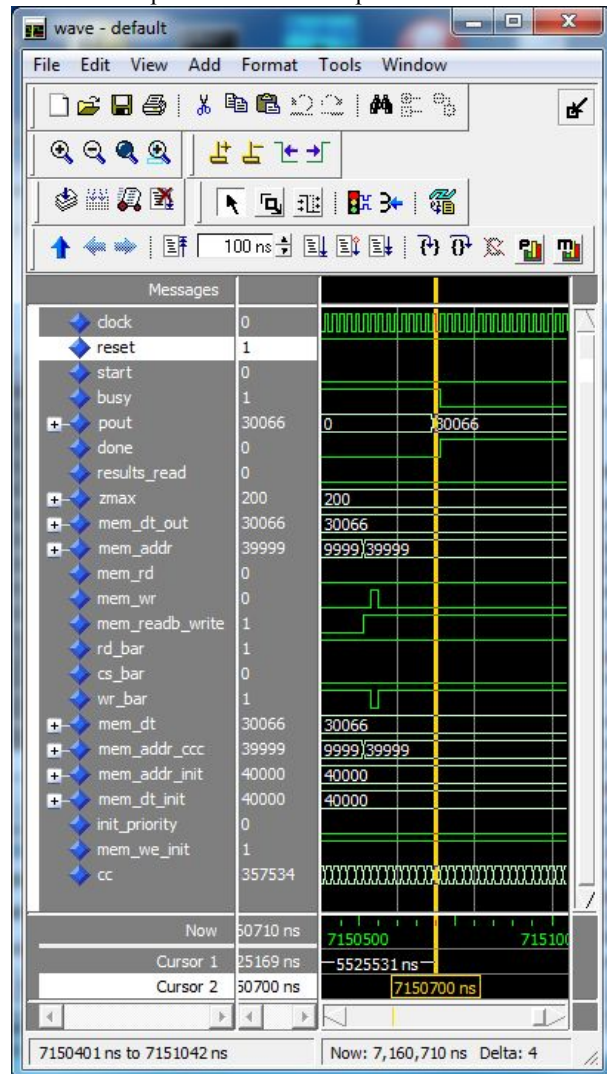 wave - default
File Edit View Add Format Tools Window
100 ns
Messages
clock 0
reset 1
start 0
busy 1
pout 30066 0 30066
done 0
results_read 0
zmax 200 200
mem_dt_out 30066 30066
mem_addr 39999 9999 39999
mem_rd 0
mem_wr 0
mem_readb_write 1
rd_bar 1
cs_bar 0
wr_bar 1
mem_dt 30066 30066
mem_addr_ccc 39999 9999 39999
mem_addr_init 40000 40000
mem_dt_init 40000 40000
init_priority 0
mem_we_init 1
cc 357534
Now 50710 ns 7150500 715100
Cursor 1 25169 ns 5525531 ns
Cursor 2 50700 ns 7150700 ns
7150401 ns to 7151042 ns Now: 7,160,710 ns Delta: 4